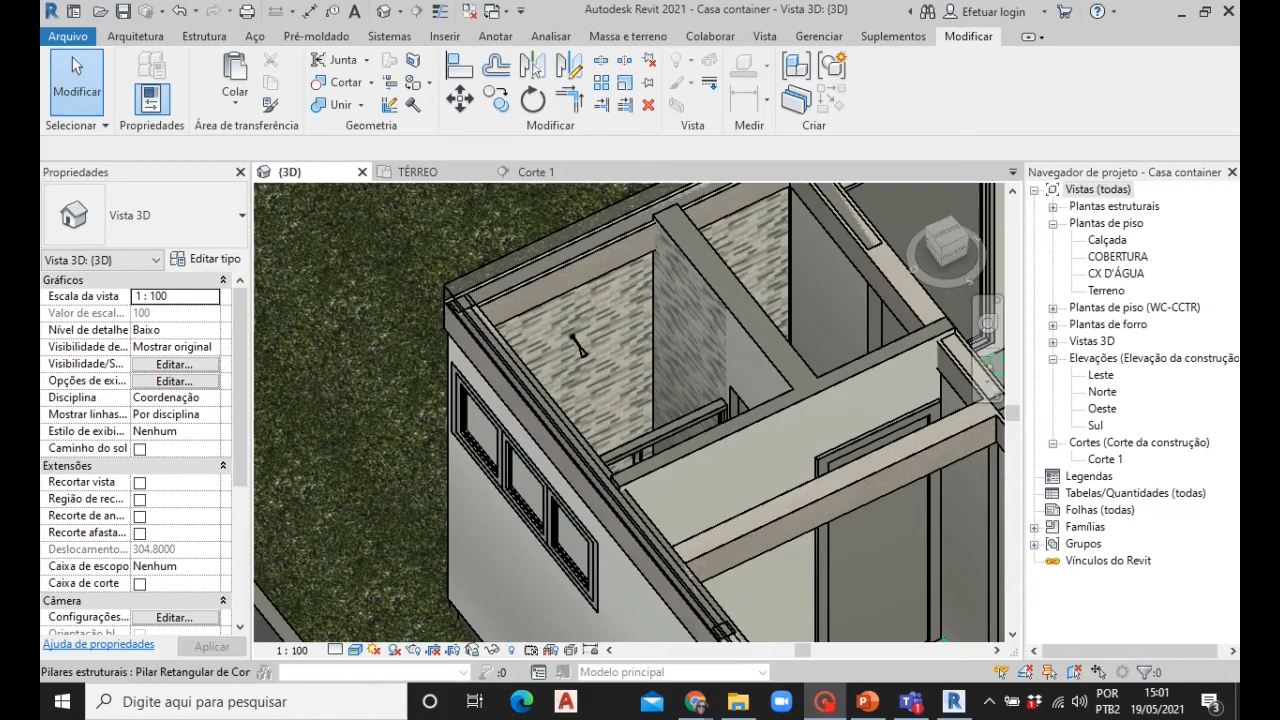 Autodesk Revit 2021 - Casa container - Vista 3D: {3D}
Efetuar login
Arquivo Arquitetura Estrutura Aço Pré-moldado Sistemas Inserir Anotar Analisar Massa e terreno Colaborar Vista Gerenciar Suplementos Modificar
Modificar
Colar
Junta
Cortar
Unir
Selecionar Propriedades Área de transferência Geometria Modificar Vista Medir Criar
Propriedades
Vista 3D
Vista 3D: {3D}
Editar tipo
Gráficos
Escala da vista 1 : 100
Valor de escal... 100
Nível de detalhe Baixo
Visibilidade de... Mostrar original
Visibilidade/S... Editar...
Opções de exi... Editar...
Disciplina Coordenação
Mostrar linhas... Por disciplina
Estilo de exibi... Nenhum
Caminho do sol
Extensões
Recortar vista
Região de rec...
Recorte de an...
Recorte afasta...
Deslocamento... 304.8000
Caixa de escopo Nenhum
Caixa de corte
Câmera
Configurações... Editar...
Ajuda de propriedades
Aplicar
{3D}
TÉRREO
Corte 1
Navegador de projeto - Casa container
Vistas (todas)
Plantas estruturais
Plantas de piso
Calçada
COBERTURA
CX D'ÁGUA
Terreno
Plantas de piso (WC-CCTR)
Plantas de forro
Vistas 3D
Elevações (Elevação da construção
Leste
Norte
Oeste
Sul
Cortes (Corte da construção)
Corte 1
Legendas
Tabelas/Quantidades (todas)
Folhas (todas)
Famílias
Grupos
Vínculos do Revit
1 : 100
Pilares estruturais : Pilar Retangular de Cor
:0
Modelo principal
:0
Digite aqui para pesquisar
POR
PTB2
15:01
19/05/2021
3